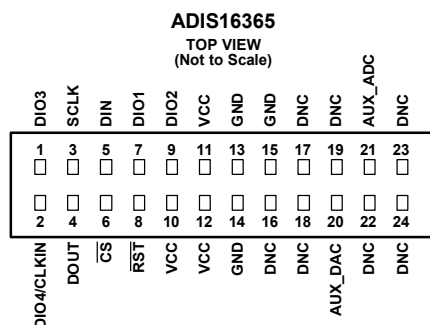 ADIS16365
TOP VIEW
(Not to Scale)
DIO3 SCLK DIN DIO1 DIO2 VCC GND GND DNC DNC AUX_ADC DNC
1 3 5 7 9 11 13 15 17 19 21 23
2 4 6 8 10 12 14 16 18 20 22 24
DIO4/CLKIN DOUT CS RST VCC VCC GND DNC DNC AUX_DAC DNC DNC